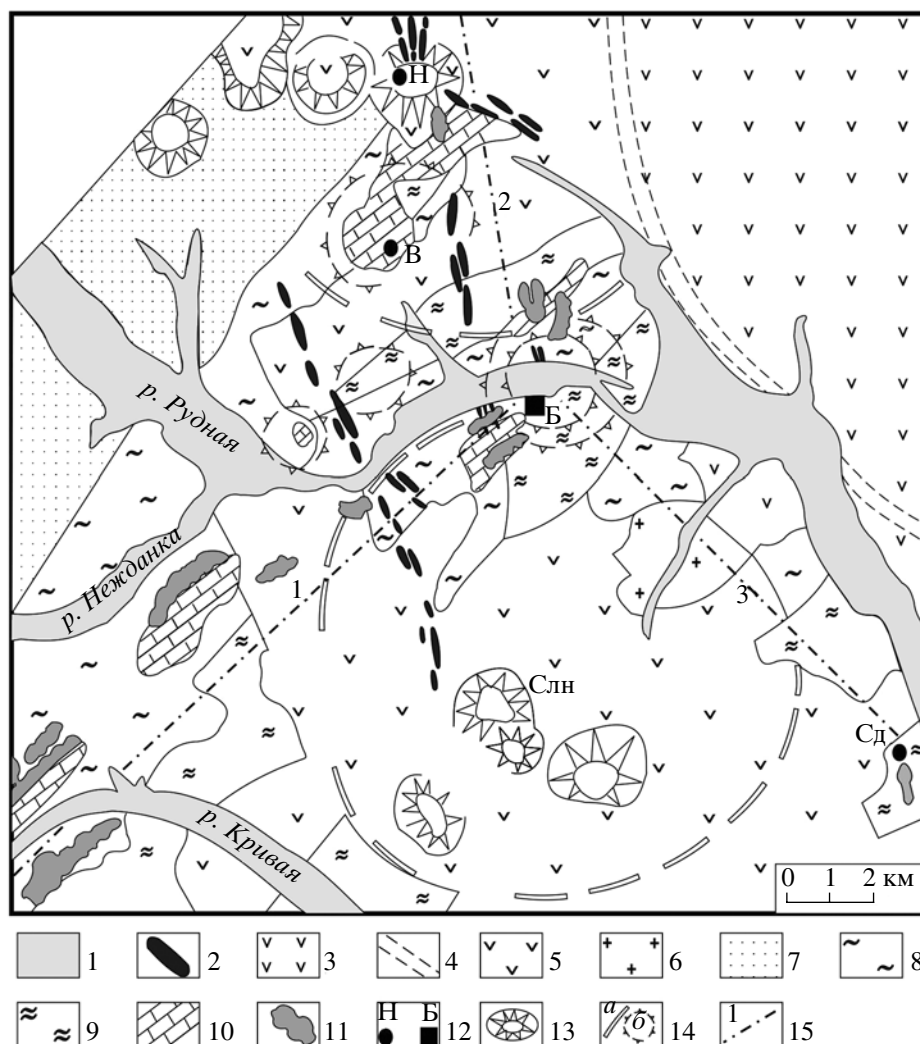 Н
2
В
Б
р. Рудная
р. Нежданка
1
3
Слн
Сд
р. Кривая
0 1 2 км
1 2 3 4 5 6 7 8
Н Б а б 1
9 10 11 12 13 14 15